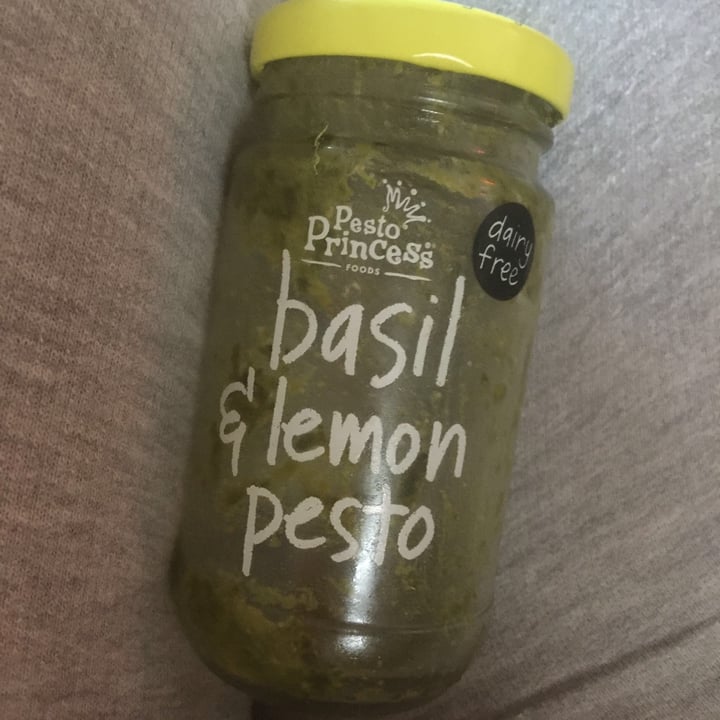 Pesto
Princess
FOODS
dairy
free
basil
& lemon
pesto